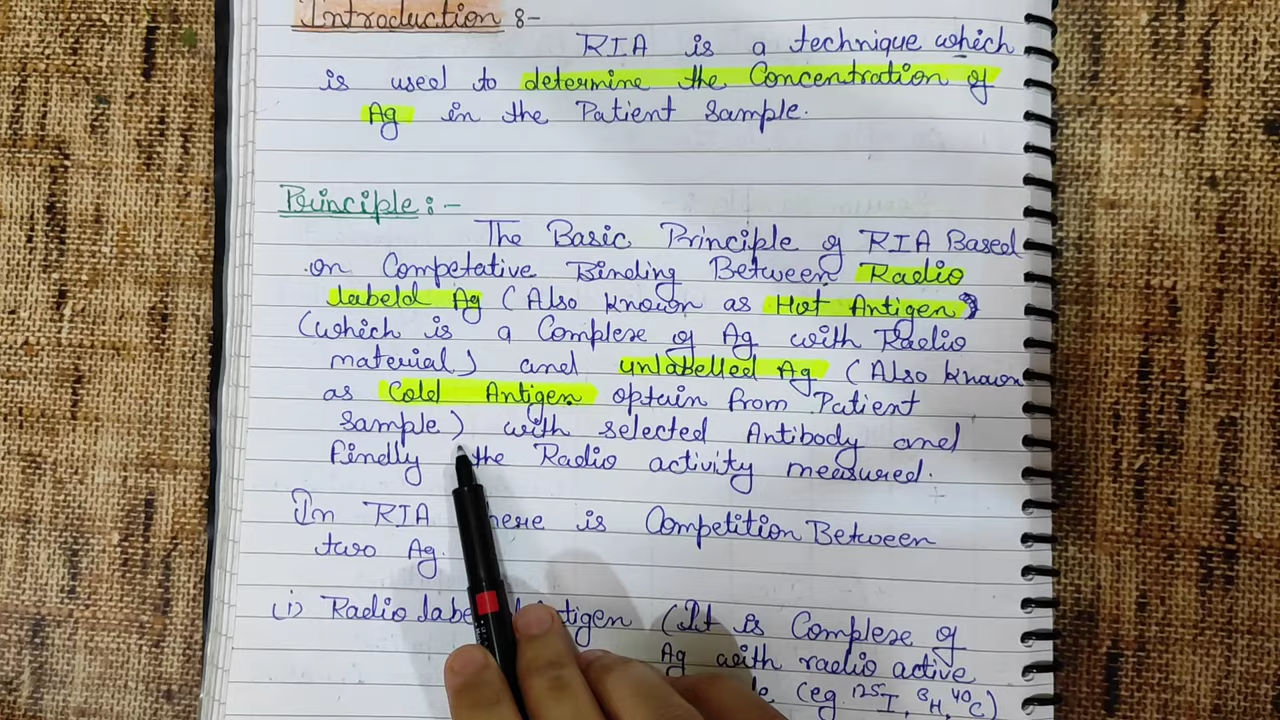 Introduction :-
RIA is a technique which
is used to determine the Concentration of
Ag in the Patient Sample.
Principle :-
The Basic Principle of RIA Based
on Competative Binding Between Radio
labeld Ag (Also known as Hot Antigen)
(which is a Complexe of Ag with Radio
material) and unlabelled Ag (Also known
as Cold Antigen optain from Patient
Sample) with selected Antibody and
Findly the Radio activity measured.
In RIA there is Competition Between
two Ag.
(i) Radio Antigen (It is Complexe of
Ag with radio active
(eg. 125I, 3H, 40C)